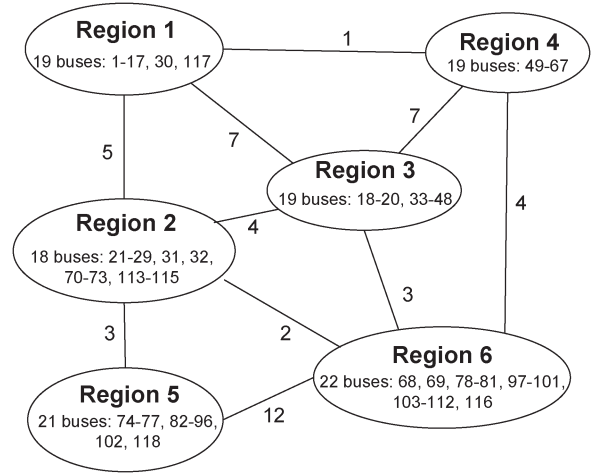 Region 1
19 buses: 1-17, 30, 117
1
Region 4
19 buses: 49-67
5
7
7
Region 3
19 buses: 18-20, 33-48
4
Region 2
18 buses: 21-29, 31, 32,
70-73, 113-115
4
3
3
2
Region 6
22 buses: 68, 69, 78-81, 97-101,
103-112, 116
Region 5
21 buses: 74-77, 82-96,
102, 118
12